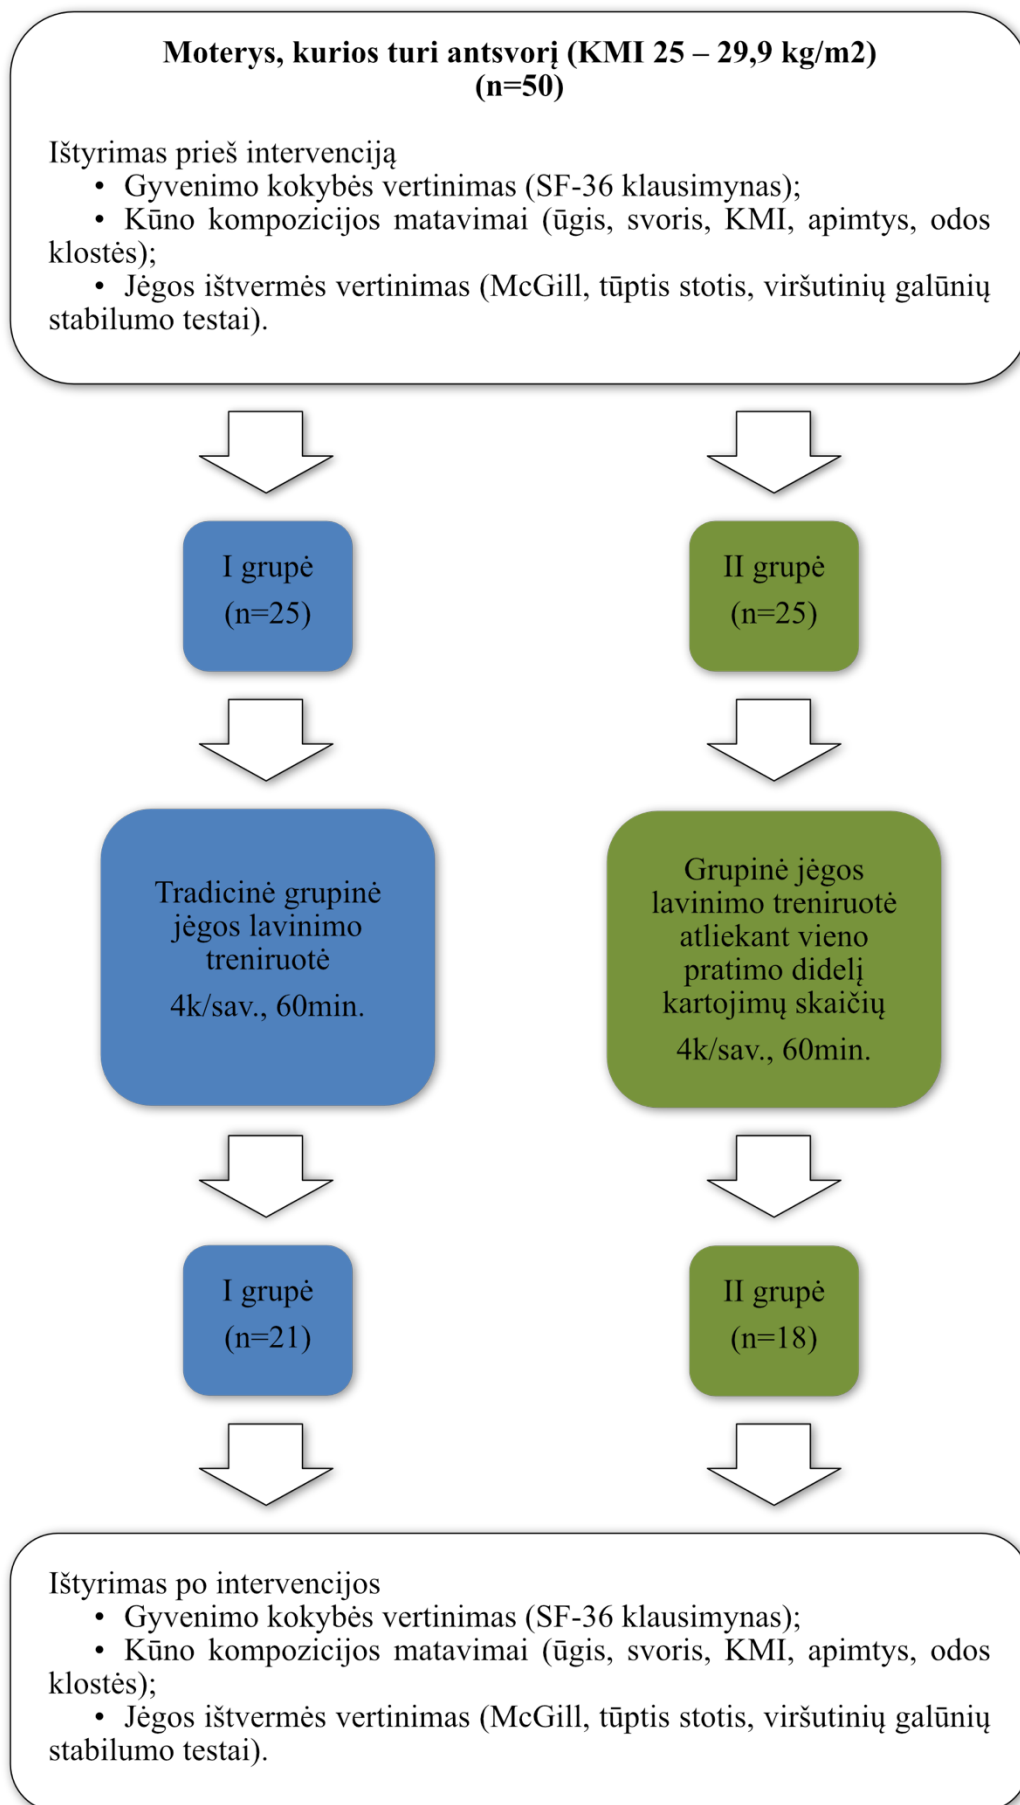 Moterys, kurios turi antsvorį (KMI 25 – 29,9 kg/m2)
(n=50)
Ištyrimas prieš intervenciją
• Gyvenimo kokybės vertinimas (SF-36 klausimynas);
• Kūno kompozicijos matavimai (ūgis, svoris, KMI, apimtys, odos
klostės);
• Jėgos ištvermės vertinimas (McGill, tūptis stotis, viršutinių galūnių
stabilumo testai).
I grupė
(n=25)
II grupė
(n=25)
Tradicinė grupinė
jėgos lavinimo
treniruotė
4k/sav., 60min.
Grupinė jėgos
lavinimo treniruotė
atliekant vieno
pratimo didelį
kartojimų skaičių
4k/sav., 60min.
I grupė
(n=21)
II grupė
(n=18)
Ištyrimas po intervencijos
• Gyvenimo kokybės vertinimas (SF-36 klausimynas);
• Kūno kompozicijos matavimai (ūgis, svoris, KMI, apimtys, odos
klostės);
• Jėgos ištvermės vertinimas (McGill, tūptis stotis, viršutinių galūnių
stabilumo testai).